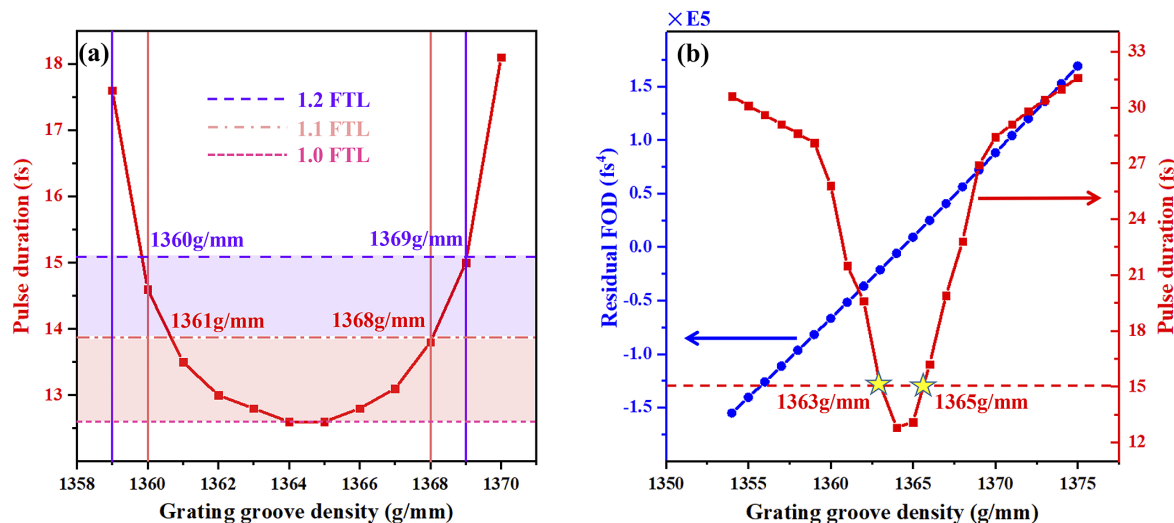 (a)
1.2 FTL
1.1 FTL
1.0 FTL
1360g/mm
1369g/mm
1361g/mm
1368g/mm
18
17
16
15
14
13
Pulse duration (fs)
1358
1360
1362
1364
1366
1368
1370
Grating groove density (g/mm)
×E5
(b)
1.5
1.0
0.5
0.0
-0.5
-1.0
-1.5
Residual FOD (fs⁴)
1363g/mm
1365g/mm
33
30
27
24
21
18
15
12
Pulse duration (fs)
1350
1355
1360
1365
1370
1375
Grating groove density (g/mm)